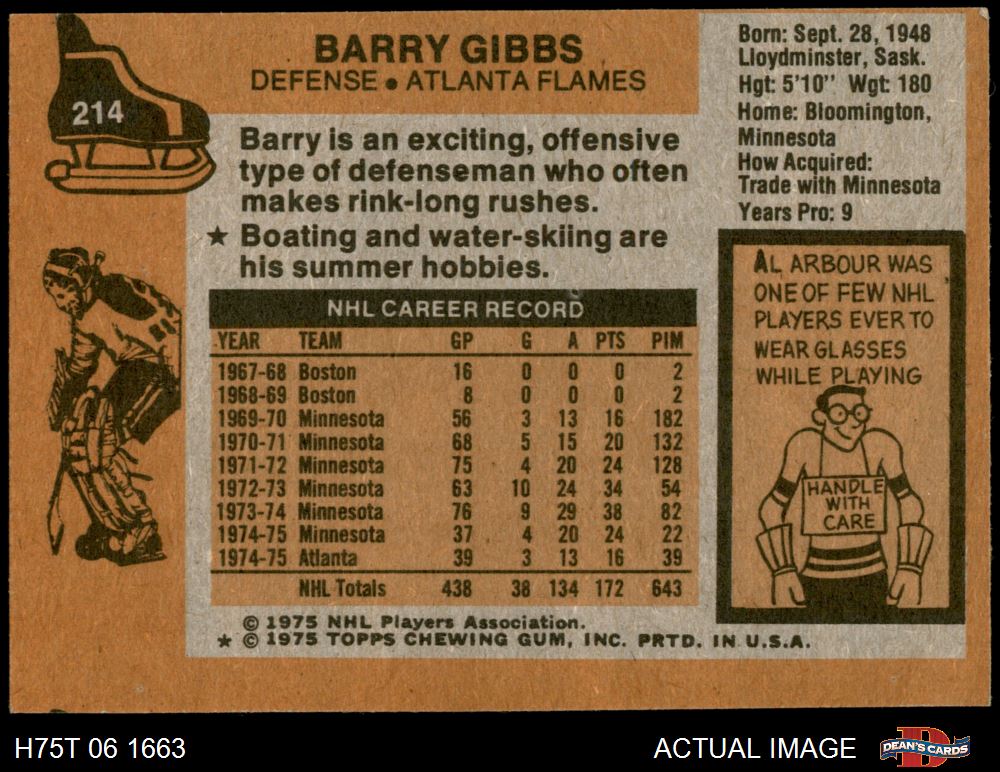 214
BARRY GIBBS
DEFENSE • ATLANTA FLAMES
Barry is an exciting, offensive
type of defenseman who often
makes rink-long rushes.
★ Boating and water-skiing are
his summer hobbies.
NHL CAREER RECORD
YEAR TEAM GP G A PTS PIM
1967-68 Boston 16 0 0 0 2
1968-69 Boston 8 0 0 0 2
1969-70 Minnesota 56 3 13 16 182
1970-71 Minnesota 68 5 15 20 132
1971-72 Minnesota 75 4 20 24 128
1972-73 Minnesota 63 10 24 34 54
1973-74 Minnesota 76 9 29 38 82
1974-75 Minnesota 37 4 20 24 22
1974-75 Atlanta 39 3 13 16 39
NHL Totals 438 38 134 172 643
© 1975 NHL Players Association.
★ © 1975 TOPPS CHEWING GUM, INC. PRTD. IN U.S.A.
Born: Sept. 28, 1948
Lloydminster, Sask.
Hgt: 5'10" Wgt: 180
Home: Bloomington,
Minnesota
How Acquired:
Trade with Minnesota
Years Pro: 9
AL ARBOUR WAS
ONE OF FEW NHL
PLAYERS EVER TO
WEAR GLASSES
WHILE PLAYING
HANDLE
WITH
CARE
H75T 06 1663
ACTUAL IMAGE
D
DEAN'S CARDS